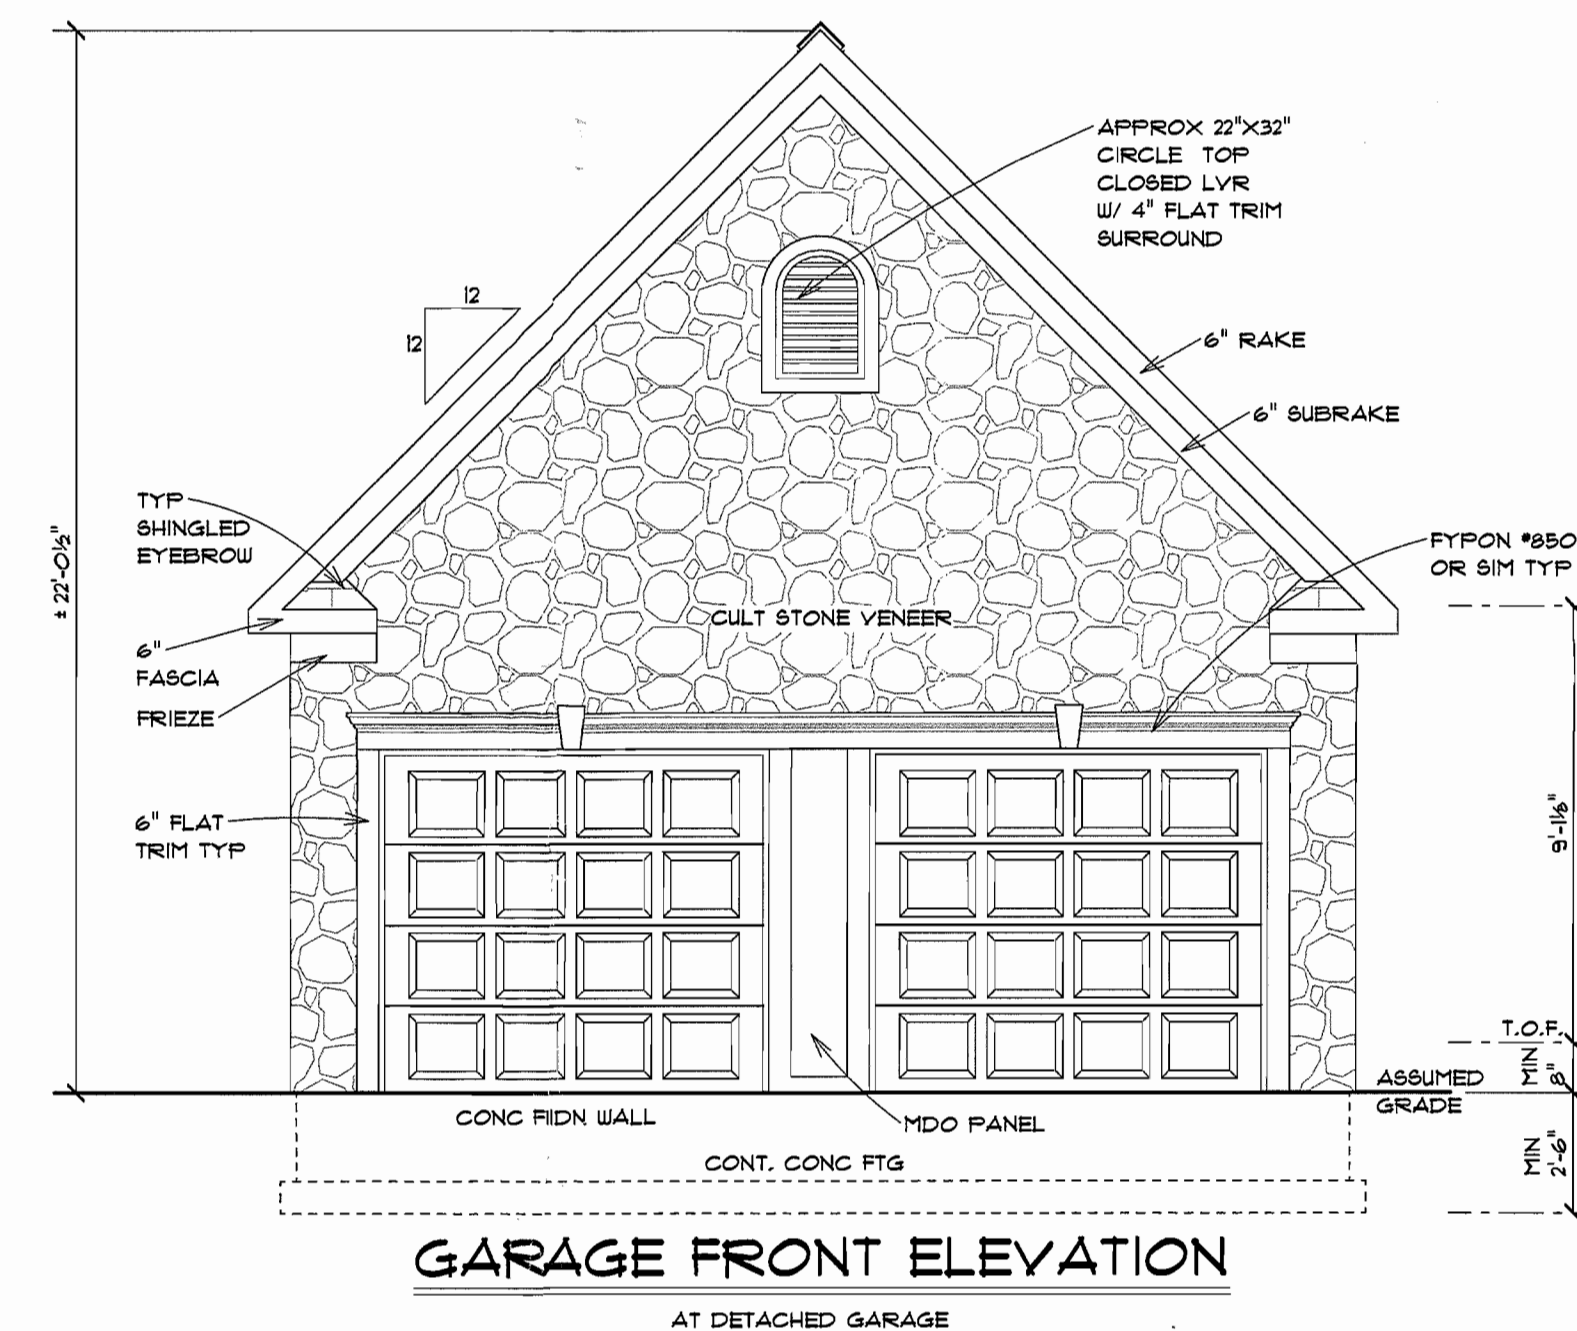 APPROX 22"X32"
CIRCLE TOP
CLOSED LVR
W/ 4" FLAT TRIM
SURROUND
12
12
6" RAKE
6" SUBRAKE
TYP
SHINGLED
EYEBROW
± 22'-0½"
FYPON #850
OR SIM TYP
CULT STONE VENEER
6"
FASCIA
FRIEZE
6" FLAT
TRIM TYP
9'-1⅛"
T.O.F.
MIN
8"
ASSUMED
GRADE
CONC FIIDN WALL
MDO PANEL
MIN
2'-6"
CONT. CONC FTG
GARAGE FRONT ELEVATION
AT DETACHED GARAGE